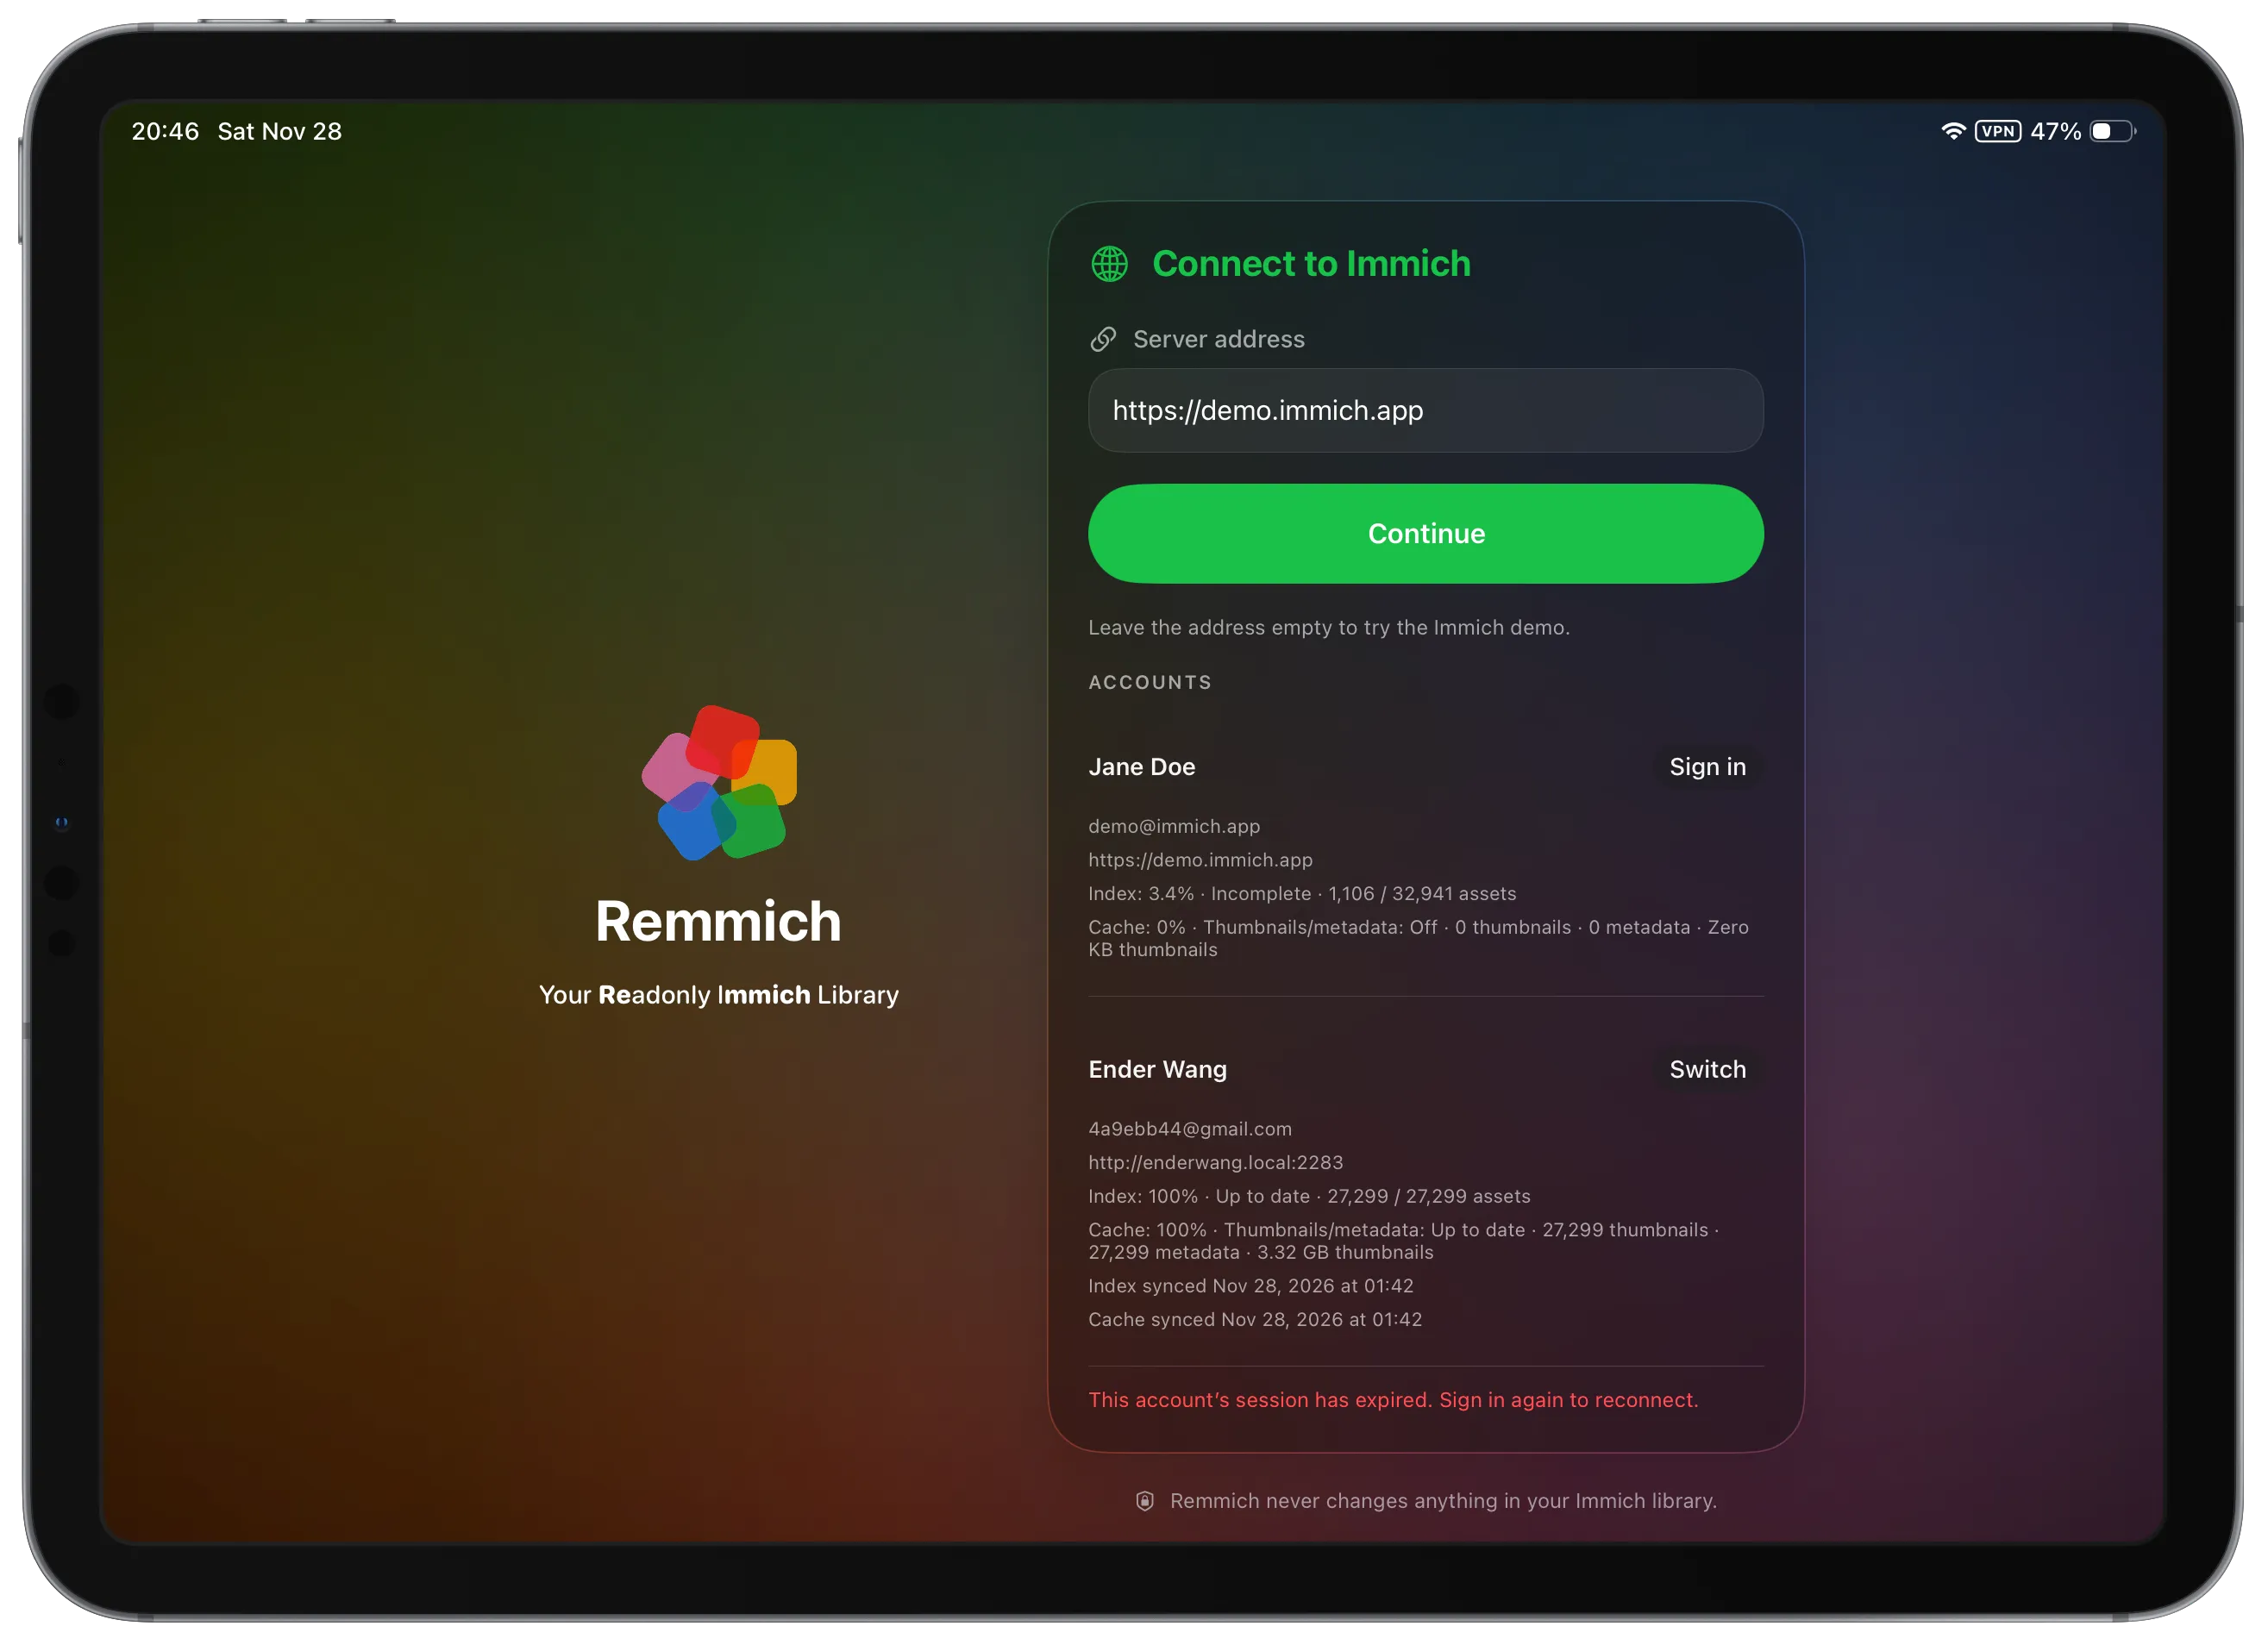 20:46 Sat Nov 28
VPN 47%
Connect to Immich
Server address
https://demo.immich.app
Continue
Leave the address empty to try the Immich demo.
ACCOUNTS
Jane Doe
Sign in
demo@immich.app
https://demo.immich.app
Index: 3.4% · Incomplete · 1,106 / 32,941 assets
Cache: 0% · Thumbnails/metadata: Off · 0 thumbnails · 0 metadata · Zero
KB thumbnails
Ender Wang
Switch
4a9ebb44@gmail.com
http://enderwang.local:2283
Index: 100% · Up to date · 27,299 / 27,299 assets
Cache: 100% · Thumbnails/metadata: Up to date · 27,299 thumbnails ·
27,299 metadata · 3.32 GB thumbnails
Index synced Nov 28, 2026 at 01:42
Cache synced Nov 28, 2026 at 01:42
This account’s session has expired. Sign in again to reconnect.
Remmich never changes anything in your Immich library.
Remmich
Your Readonly Immich Library